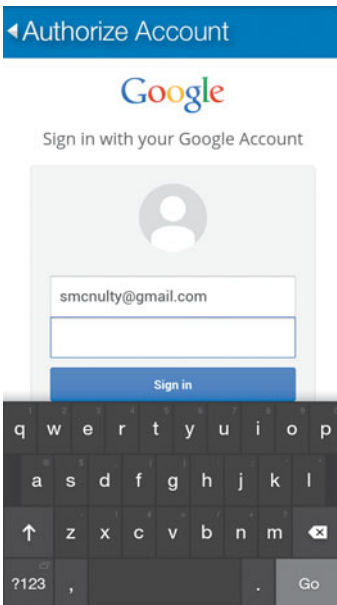 Authorize Account
Google
Sign in with your Google Account
smcnulty@gmail.com
Sign in
q w e r t y u i o p
a s d f g h j k l
z x c v b n m
?123 , . Go